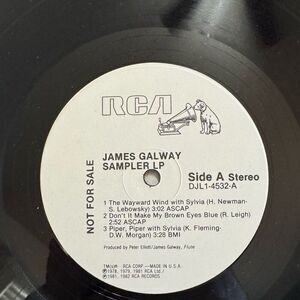 RCA
NOT FOR SALE
JAMES GALWAY
SAMPLER LP
Side A Stereo
DJL1-4532-A
1 The Wayward Wind with Sylvia (H. Newman-
S. Lebowsky) 3:02 ASCAP
2 Don't It Make My Brown Eyes Blue (R. Leigh)
2:52 ASCAP
3 Piper, Piper with Sylvia (K. Fleming-
D.W. Morgan) 3:28 BMI
Produced by Peter Elliott/James Galway, Flute
TM(s)® RCA CORP.—MADE IN U.S.A.
Ⓟ1978, 1979, 1981 RCA Ltd./
Ⓟ1981, 1982 RCA RECORDS